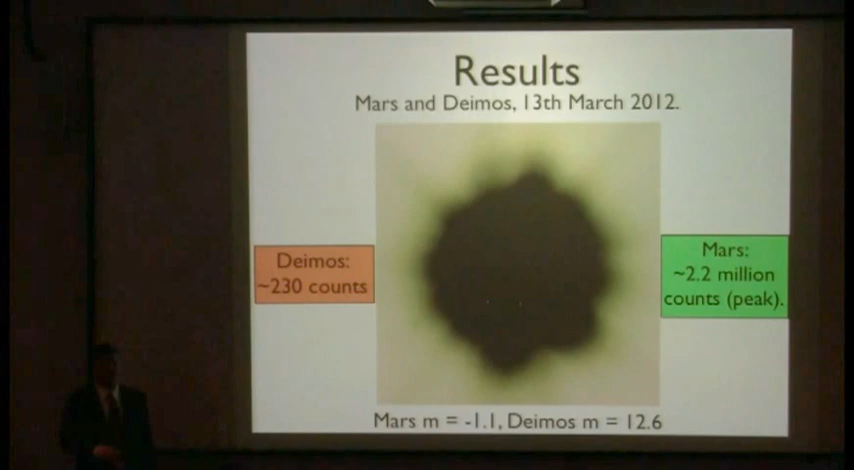 Results
Mars and Deimos, 13th March 2012.
Deimos:
~230 counts
Mars:
~2.2 million
counts (peak).
Mars m = -1.1, Deimos m = 12.6